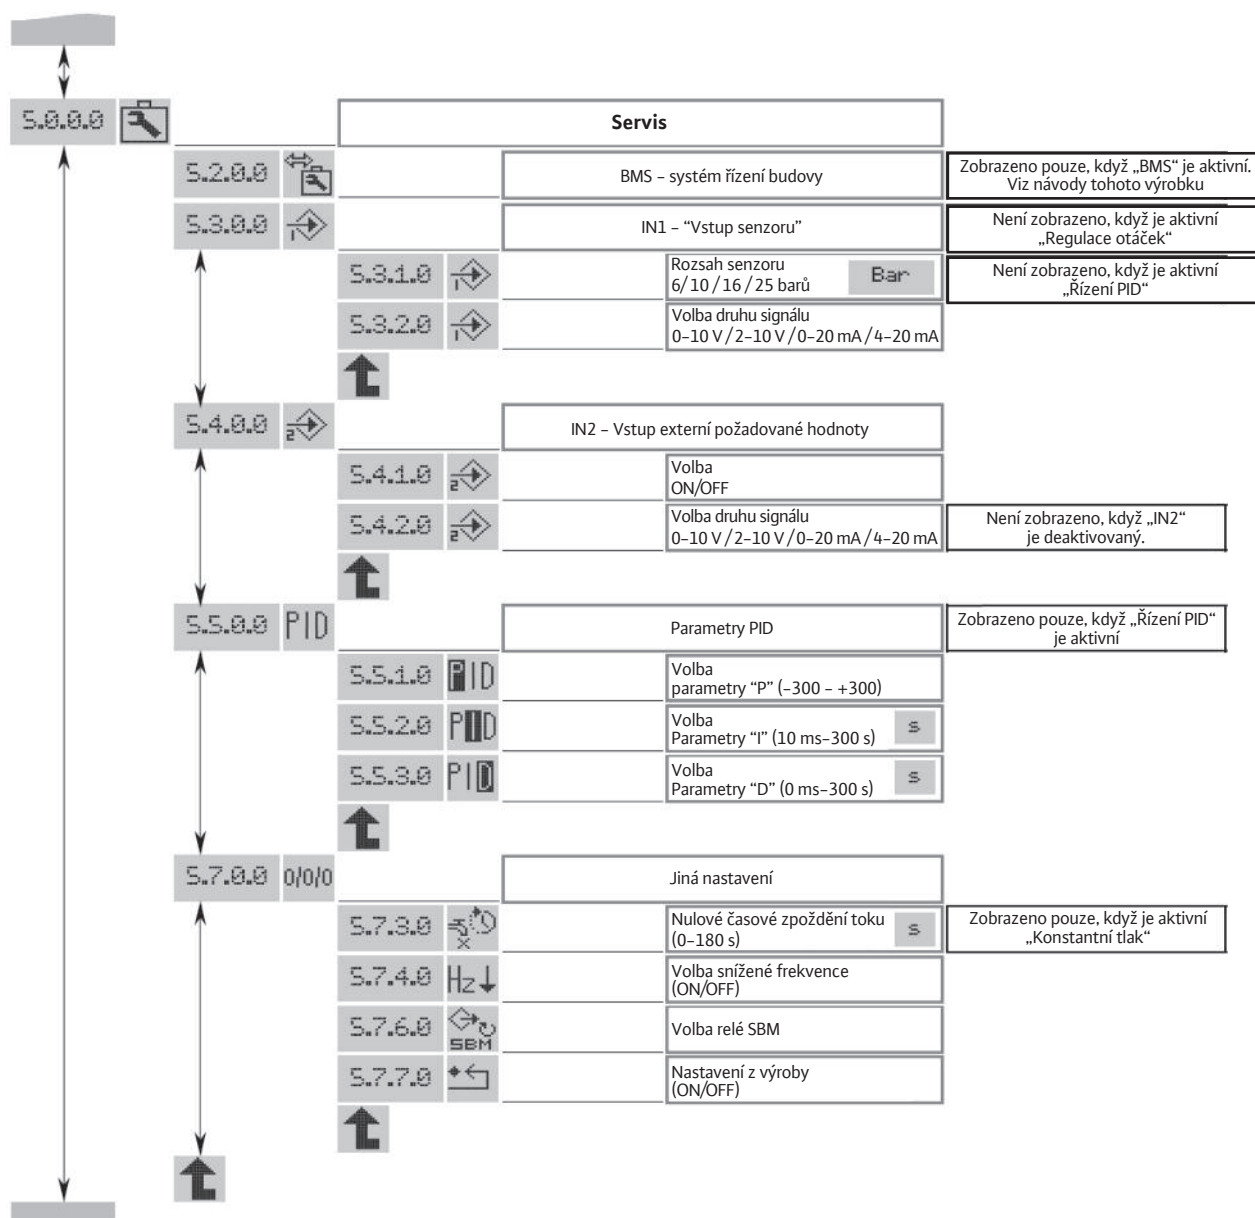 5.0.0.0
Servis
5.2.0.0
BMS – systém řízení budovy
Zobrazeno pouze, když „BMS“ je aktivní.
Viz návody tohoto výrobku
5.3.0.0
1
IN1 – “Vstup senzoru”
Není zobrazeno, když je aktivní
„Regulace otáček“
5.3.1.0
1
Rozsah senzoru
6/10/16/25 barů
Bar
Není zobrazeno, když je aktivní
„Řízení PID“
5.3.2.0
1
Volba druhu signálu
0–10 V/2–10 V/0–20 mA/4–20 mA
5.4.0.0
2
IN2 – Vstup externí požadované hodnoty
5.4.1.0
2
Volba
ON/OFF
5.4.2.0
2
Volba druhu signálu
0–10 V/2–10 V/0–20 mA/4–20 mA
Není zobrazeno, když „IN2“
je deaktivovaný.
5.5.0.0
PID
Parametry PID
Zobrazeno pouze, když „Řízení PID“
je aktivní
5.5.1.0
PID
Volba
parametry “P” (–300 – +300)
5.5.2.0
PID
Volba
Parametry “I” (10 ms–300 s)
s
5.5.3.0
PID
Volba
Parametry “D” (0 ms–300 s)
s
5.7.0.0
0/0/0
Jiná nastavení
5.7.3.0
Nulové časové zpoždění toku
(0–180 s)
s
Zobrazeno pouze, když je aktivní
„Konstantní tlak“
5.7.4.0
Hz
Volba snížené frekvence
(ON/OFF)
5.7.6.0
SBM
Volba relé SBM
5.7.7.0
Nastavení z výroby
(ON/OFF)